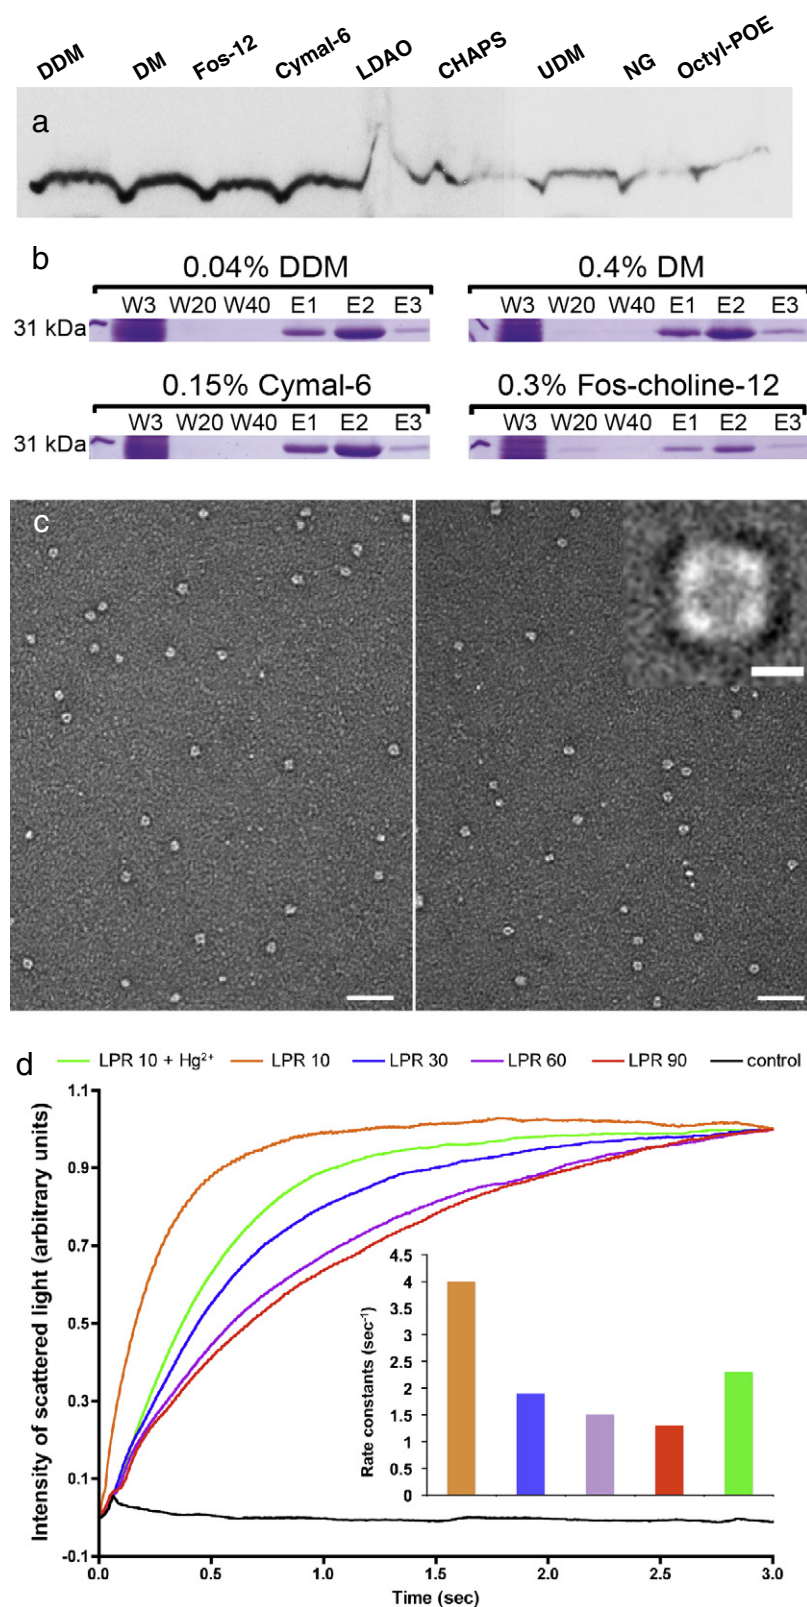 DDM DM Fos-12 Cymal-6 LDAO CHAPS UDM NG Octyl-POE
a
b
0.04% DDM 0.4% DM
W3 W20 W40 E1 E2 E3 W3 W20 W40 E1 E2 E3
31 kDa
0.15% Cymal-6 0.3% Fos-choline-12
W3 W20 W40 E1 E2 E3 W3 W20 W40 E1 E2 E3
31 kDa
c
d
LPR 10 + Hg²⁺ LPR 10 LPR 30 LPR 60 LPR 90 control
Intensity of scattered light (arbitrary units)
1.1
0.9
0.7
0.5
0.3
0.1
-0.1
Rate constants (sec⁻¹)
4.5
4
3.5
3
2.5
2
1.5
1
0.5
0
0.0 0.5 1.0 1.5 2.0 2.5 3.0
Time (sec)